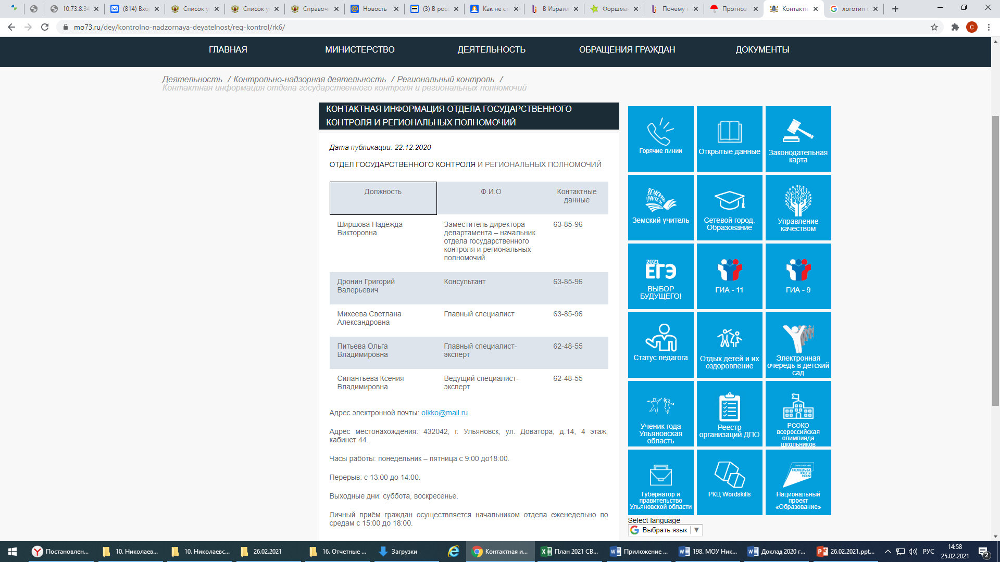 10.73.8.34
(814) Вхо
Список у
Список у
Справоч
Новость
(3) В рос
Как не ст
В Израил
Форшма
Почему н
Прогноз
Контактн
логотип с
mo73.ru/dey/kontrolno-nadzornaya-deyatelnost/reg-kontrol/rk6/
С
ГЛАВНАЯ
МИНИСТЕРСТВО
ДЕЯТЕЛЬНОСТЬ
ОБРАЩЕНИЯ ГРАЖДАН
ДОКУМЕНТЫ
Деятельность / Контрольно-надзорная деятельность / Региональный контроль /
Контактная информация отдела государственного контроля и региональных полномочий
КОНТАКТНАЯ ИНФОРМАЦИЯ ОТДЕЛА ГОСУДАРСТВЕННОГО
КОНТРОЛЯ И РЕГИОНАЛЬНЫХ ПОЛНОМОЧИЙ
Дата публикации: 22.12.2020
ОТДЕЛ ГОСУДАРСТВЕННОГО КОНТРОЛЯ И РЕГИОНАЛЬНЫХ ПОЛНОМОЧИЙ
Должность
Ф.И.О
Контактные
данные
Ширшова Надежда
Викторовна
Заместитель директора
департамента – начальник
отдела государственного
контроля и региональных
полномочий
63-85-96
Дронин Григорий
Валерьевич
Консультант
63-85-96
Михеева Светлана
Александровна
Главный специалист
63-85-96
Питьева Ольга
Владимировна
Главный специалист-
эксперт
62-48-55
Силантьева Ксения
Владимировна
Ведущий специалист-
эксперт
62-48-55
Адрес электронной почты: olkko@mail.ru
Адрес местонахождения: 432042, г. Ульяновск, ул. Доватора, д.14, 4 этаж,
кабинет 44.
Часы работы: понедельник – пятница с 9:00 до18:00.
Перерыв: с 13:00 до 14:00.
Выходные дни: суббота, воскресенье.
Личный приём граждан осуществляется начальником отдела еженедельно по
средам с 15:00 до 18:00.
Горячие линии
Открытые данные
Законодательная
карта
ЗЕМСКИЙ
УЧИТЕЛЬ
Земский учитель
Сетевой город.
Образование
Управление
качеством
2021
ЕГЭ
ВЫБОР
БУДУЩЕГО!
ГИА - 11
ГИА - 9
Статус педагога
Отдых детей и их
оздоровление
Электронная
очередь в детский
сад
Ученик года
Ульяновская
область
Реестр
организаций ДПО
РСОКО
всероссийская
олимпиада
школьников
Губернатор и
правительство
Ульяновской области
РКЦ Wordskills
ОБРАЗОВАНИЕ
НАЦИОНАЛЬНЫЕ
ПРОЕКТЫ
РОССИИ
Национальный
проект
«Образование»
Select language
Выбрать язык
Постановлен...
10. Николаев...
10. Николаевс...
26.02.2021
16. Отчетные ...
Загрузки
Контактная и...
План 2021 СВ...
Приложение ...
198. МОУ Ник...
Доклад 2020 г...
26.02.2021.ppt...
РУС
14:58
25.02.2021
2